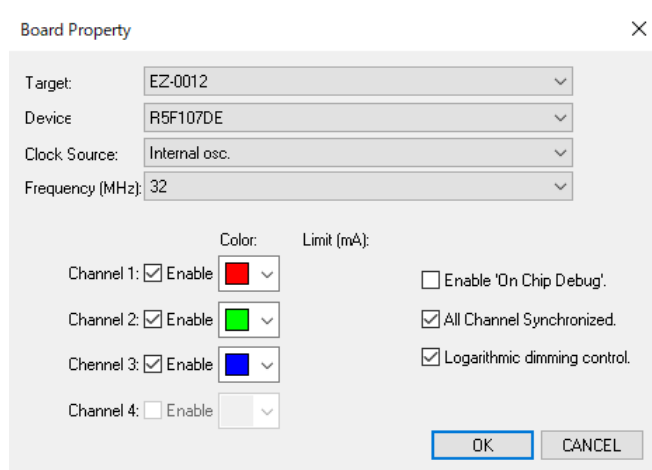 Board Property
Target: EZ-0012
Device R5F107DE
Clock Source: Internal osc.
Frequency (MHz): 32
Color: Limit (mA):
Channel 1: Enable
Enable 'On Chip Debug'.
Channel 2: Enable
All Channel Synchronized.
Chennel 3: Enable
Logarithmic dimming control.
Channel 4: Enable
OK CANCEL